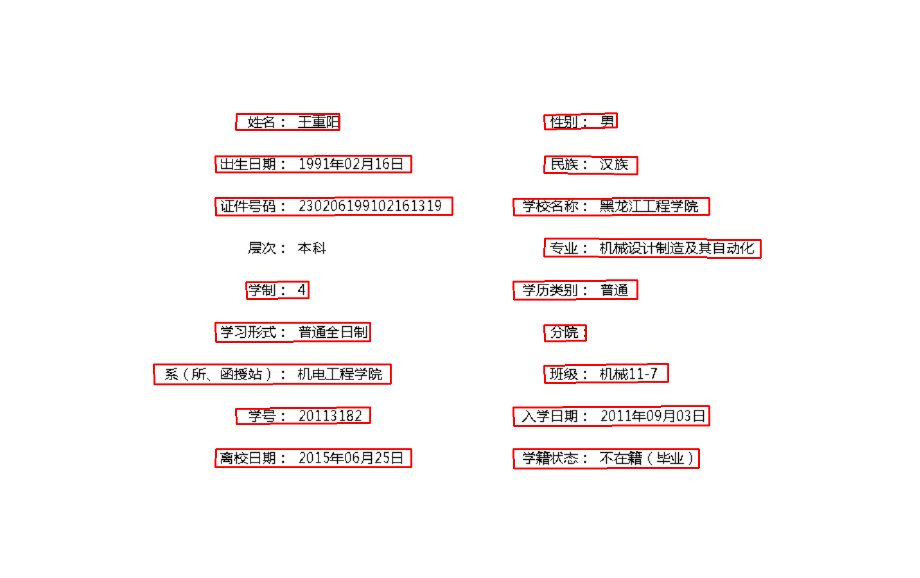 姓名： 王重阳 性别： 男
出生日期： 1991年02月16日 民族： 汉族
证件号码： 230206199102161319 学校名称： 黑龙江工程学院
层次： 本科 专业： 机械设计制造及其自动化
学制： 4 学历类别： 普通
学习形式： 普通全日制 分院：
系（所、函授站）： 机电工程学院 班级： 机械11-7
学号： 20113182 入学日期： 2011年09月03日
离校日期： 2015年06月25日 学籍状态： 不在籍（毕业）